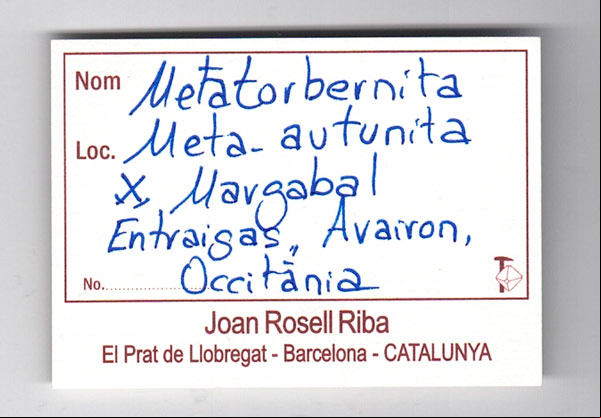 Nom Metatorbernita
Loc. Meta- autunita
X Margabal
Entraigas,, Avairon,
No. Occitània
Joan Rosell Riba
El Prat de Llobregat - Barcelona - CATALUNYA